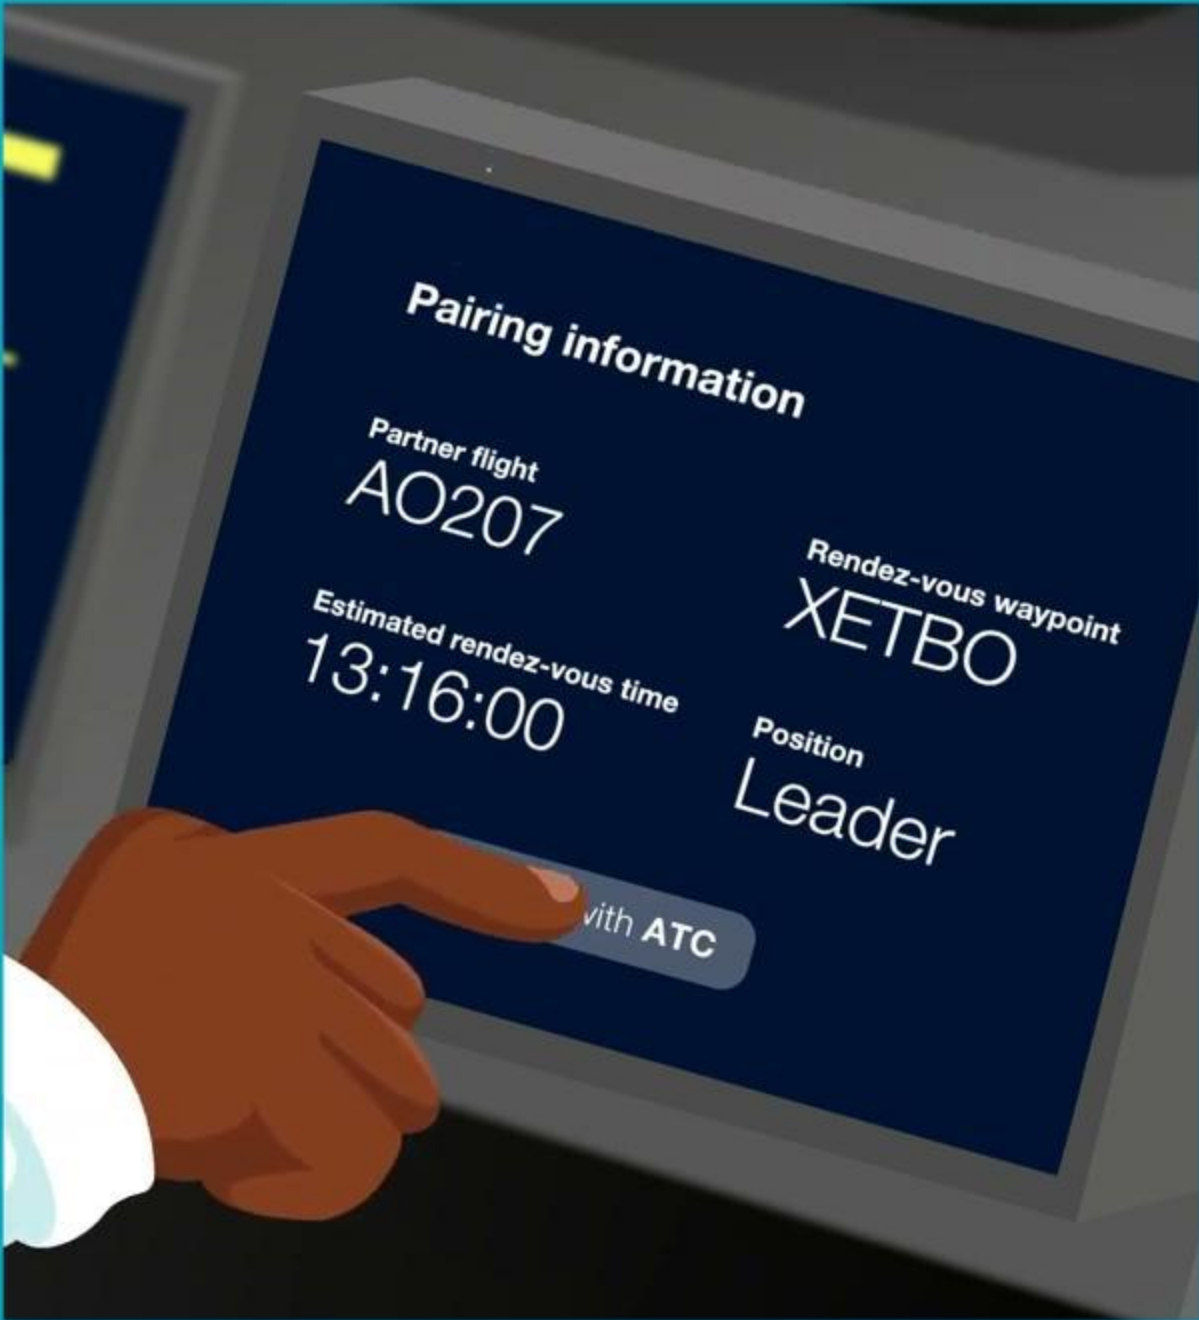 Pairing information
Partner flight
AO207
Rendez-vous waypoint
XETBO
Estimated rendez-vous time
13:16:00
Position
Leader
with ATC